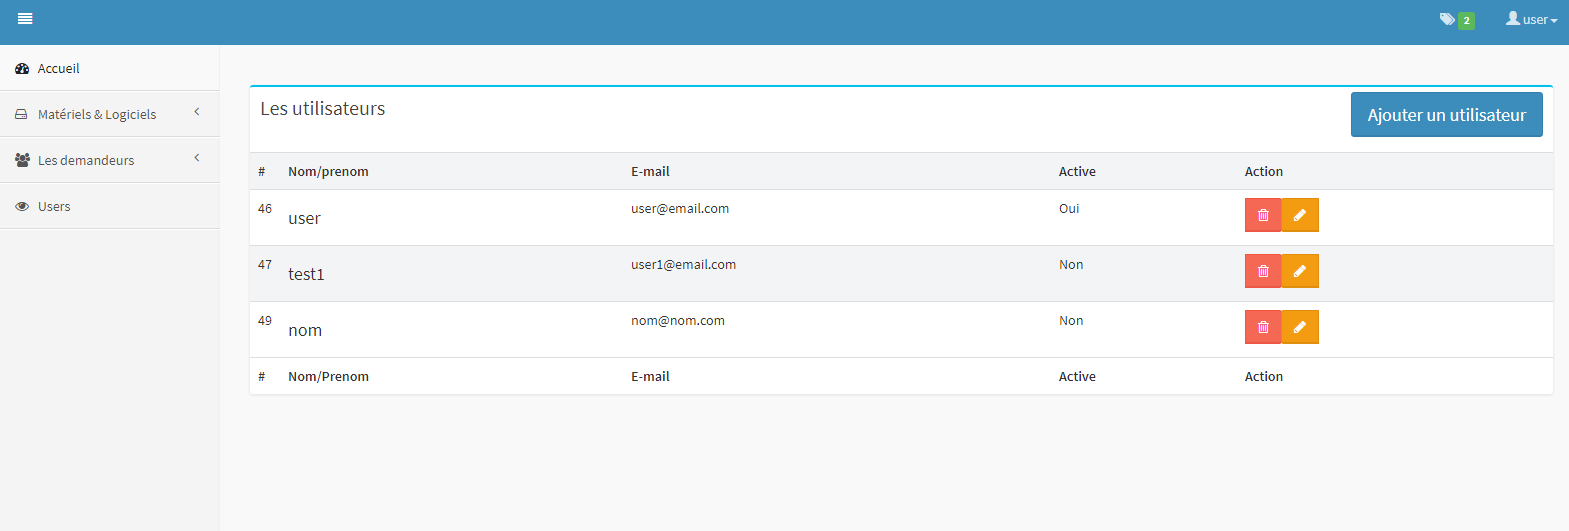 2 user
Accueil
Matériels & Logiciels
Les demandeurs
Users
Les utilisateurs Ajouter un utilisateur
# Nom/prenom E-mail Active Action
46 user user@email.com Oui
47 test1 user1@email.com Non
49 nom nom@nom.com Non
# Nom/Prenom E-mail Active Action